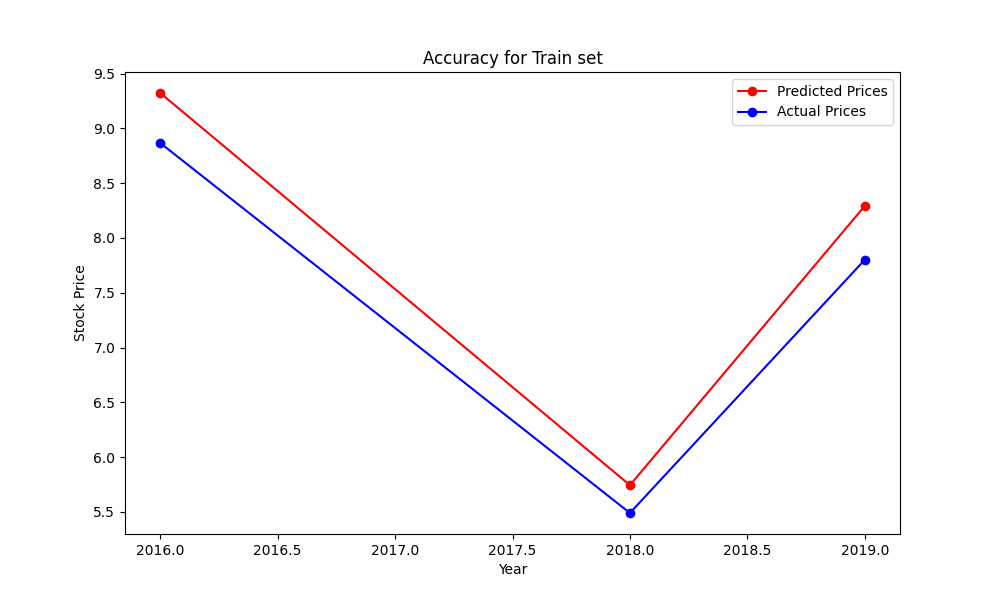 Accuracy for Train set
Predicted Prices
Actual Prices
Stock Price
9.5
9.0
8.5
8.0
7.5
7.0
6.5
6.0
5.5
2016.0 2016.5 2017.0 2017.5 2018.0 2018.5 2019.0
Year